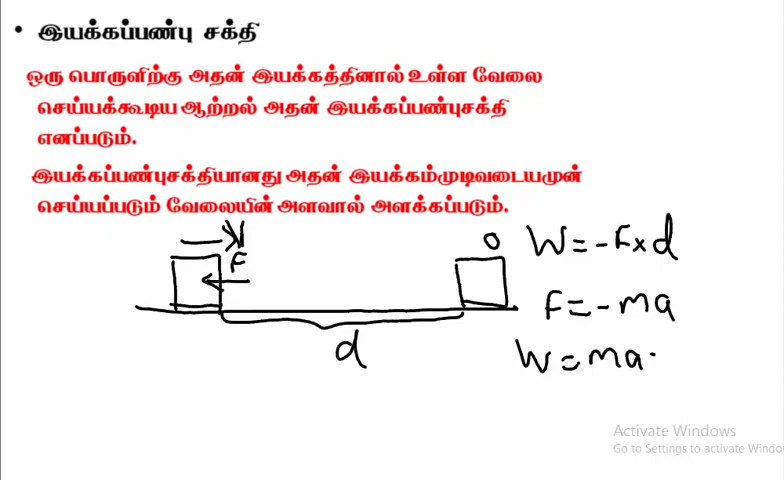 • இயக்கப்பண்பு சக்தி
ஒரு பொருளிற்கு அதன் இயக்கத்தினால் உள்ள வேலை
செய்யக்கூடிய ஆற்றல் அதன் இயக்கப்பண்புசக்தி
எனப்படும்.
இயக்கப்பண்புசக்தியானது அதன் இயக்கம்முடிவடையமுன்
செய்யப்படும் வேலையின் அளவால் அளக்கப்படும்.
V
F
0
W = -F x d
F = -ma
W = ma.
d
Activate Windows
Go to Settings to activate Windo